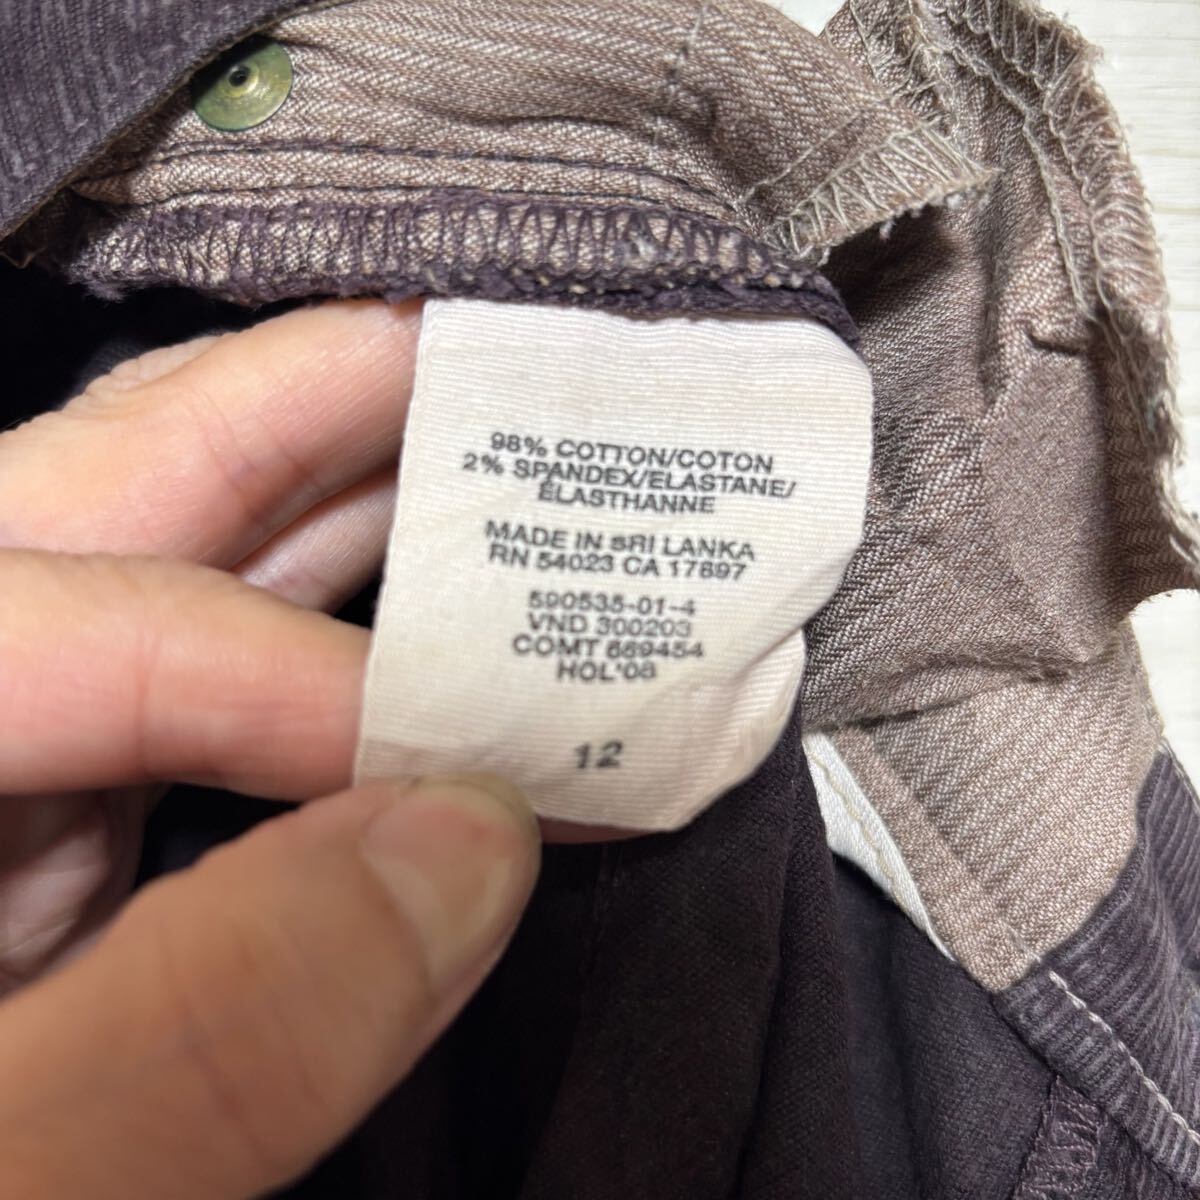 98% COTTON/COTON
2% SPANDEX/ELASTANE/
ÉLASTHANNE
MADE IN SRI LANKA
RN 54023 CA 17897
590535-01-4
VND 300203
COMT 669454
HOL'08
12